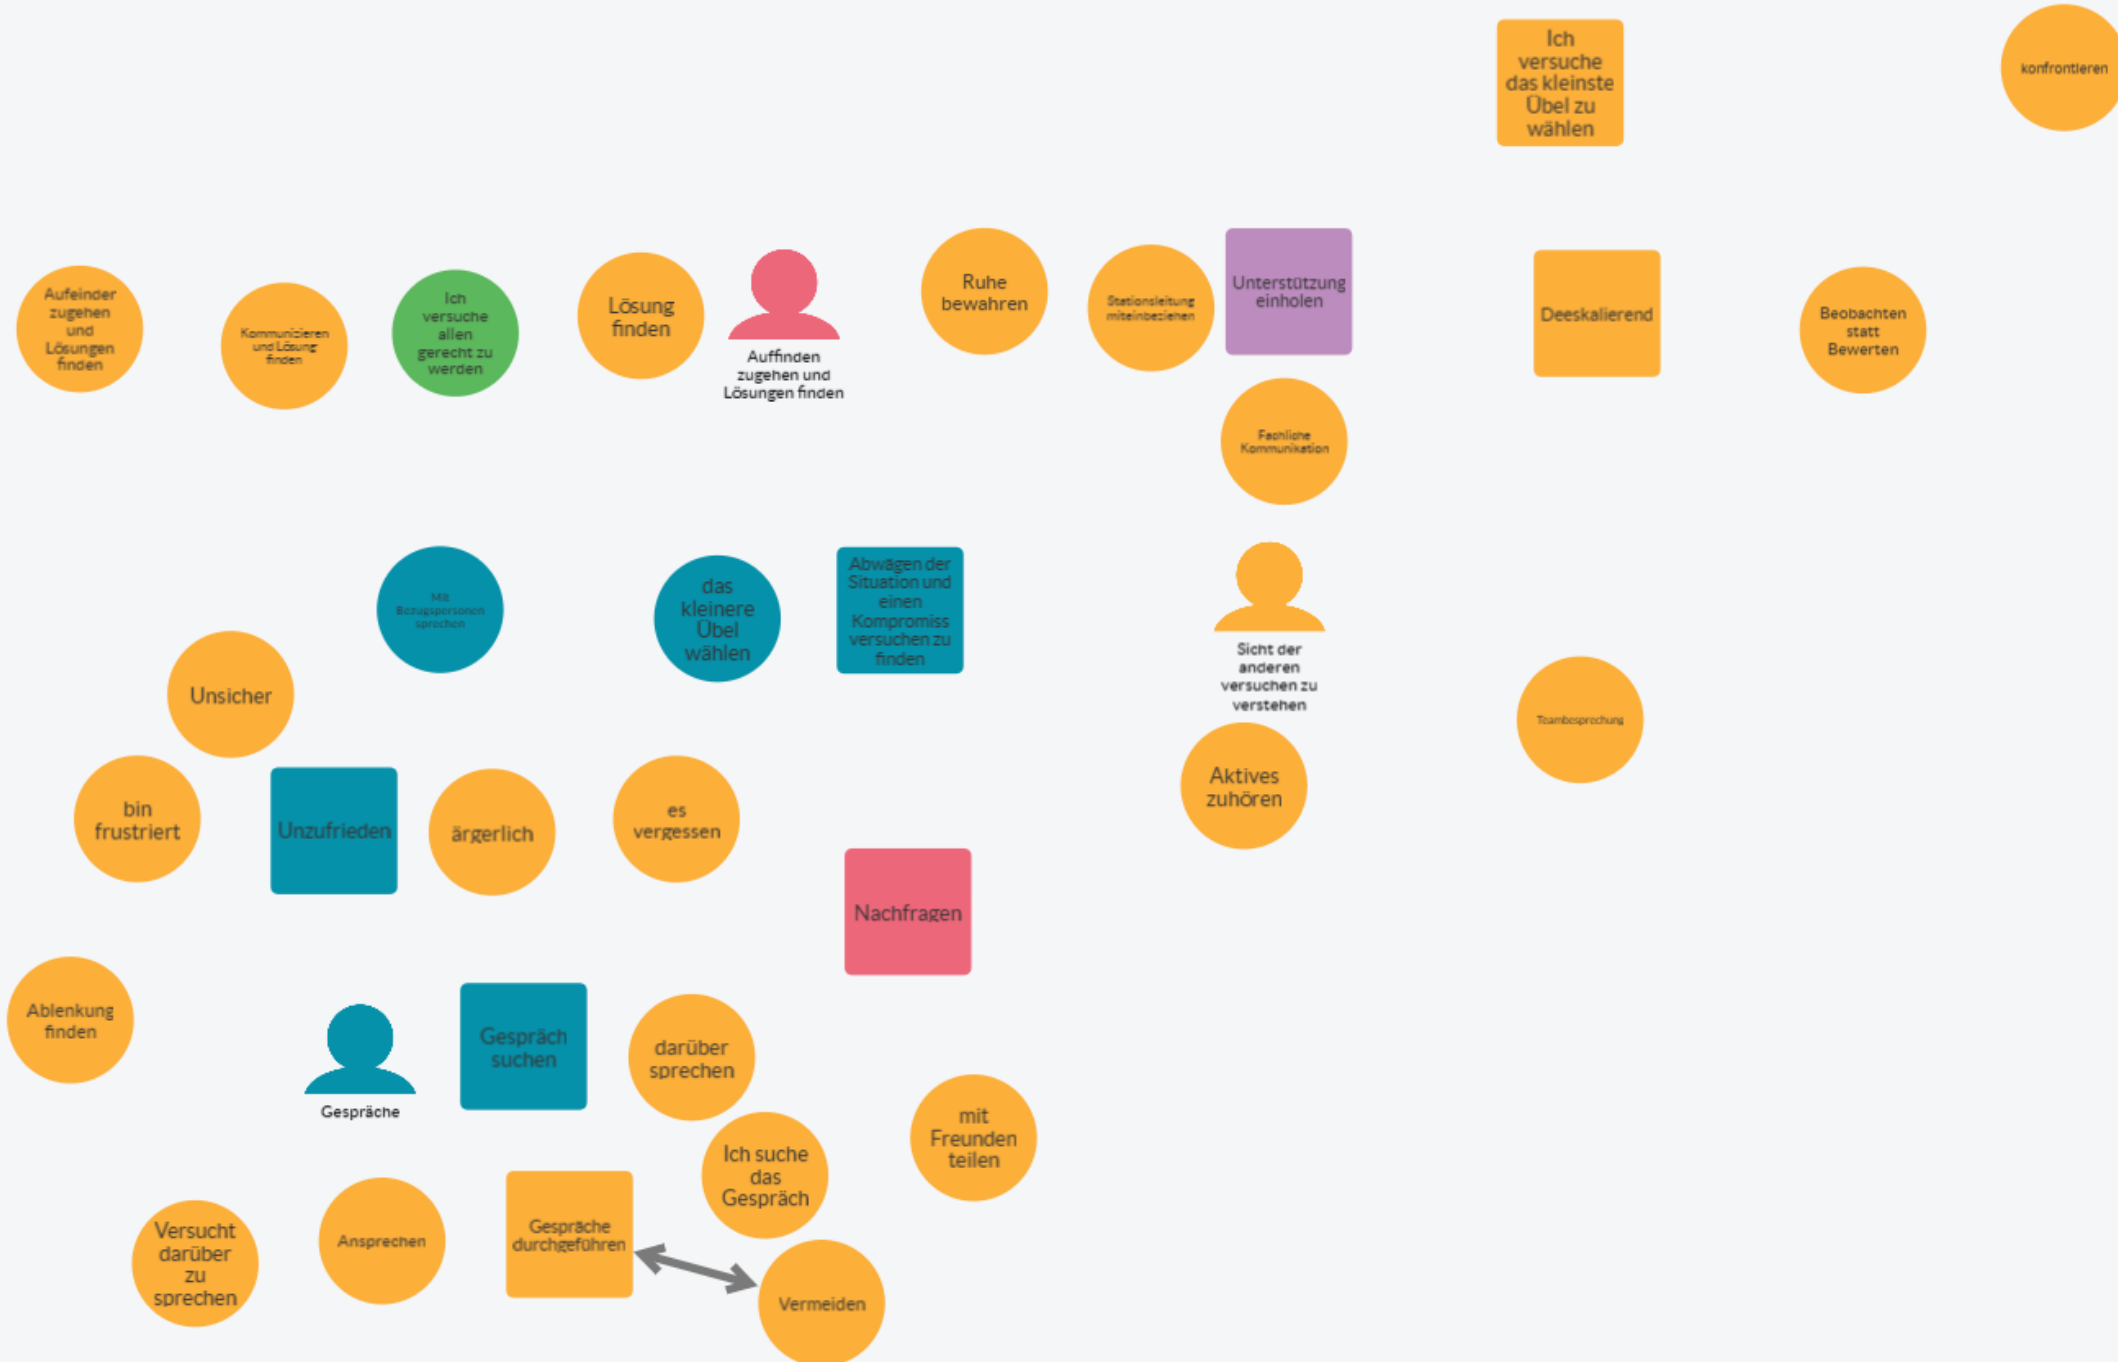 Ich
versuche
das kleinste
Übel zu
wählen
konfrontieren
Aufeinder
zugehen
und
Lösungen
finden
Kommunizieren
und Lösung
finden
Ich
versuche
allen
gerecht zu
werden
Lösung
finden
Auffinden
zugehen und
Lösungen finden
Ruhe
bewahren
Stationsleitung
miteinbeziehen
Unterstützung
einholen
Deeskalierend
Beobachten
statt
Bewerten
Fachliche
Kommunikation
Mit
Bezugspersonen
sprechen
das
kleinere
Übel
wählen
Abwägen der
Situation und
einen
Kompromiss
versuchen zu
finden
Sicht der
anderen
versuchen zu
verstehen
Unsicher
Teambesprechung
bin
frustriert
Unzufrieden
ärgerlich
es
vergessen
Aktives
zuhören
Nachfragen
Ablenkung
finden
Gespräche
Gespräch
suchen
darüber
sprechen
mit
Freunden
teilen
Ich suche
das
Gespräch
Versucht
darüber
zu
sprechen
Ansprechen
Gespräche
durchgeführen
Vermeiden